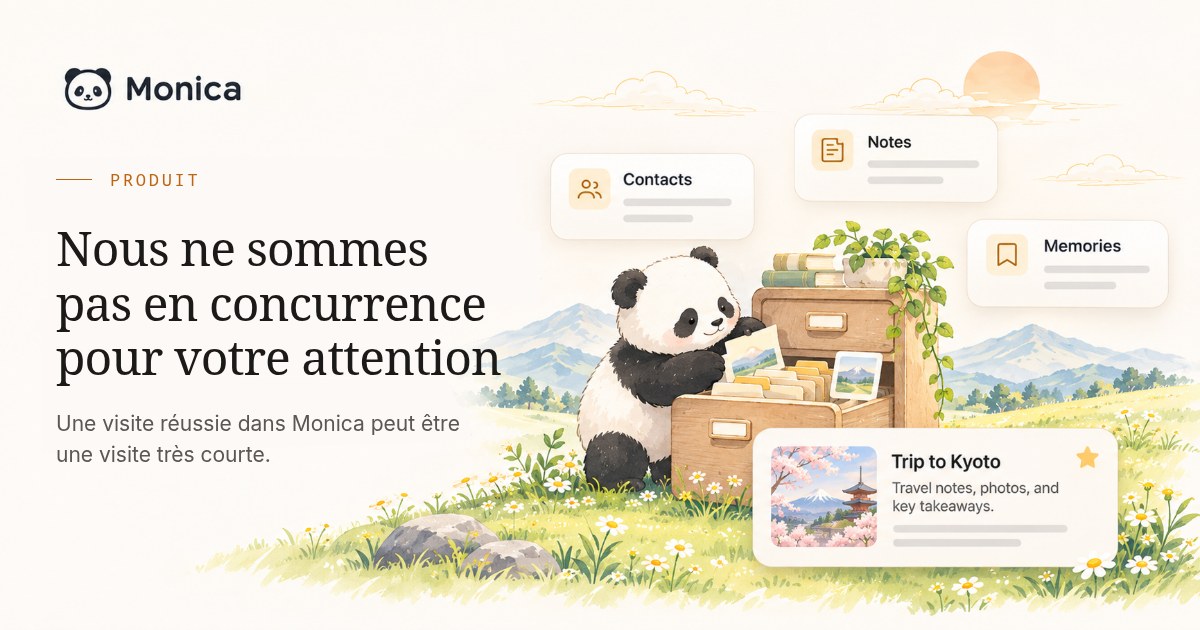 Monica
PRODUIT
Nous ne sommes
pas en concurrence
pour votre attention
Une visite réussie dans Monica peut être
une visite très courte.
Contacts
Notes
Memories
Trip to Kyoto
Travel notes, photos, and
key takeaways.